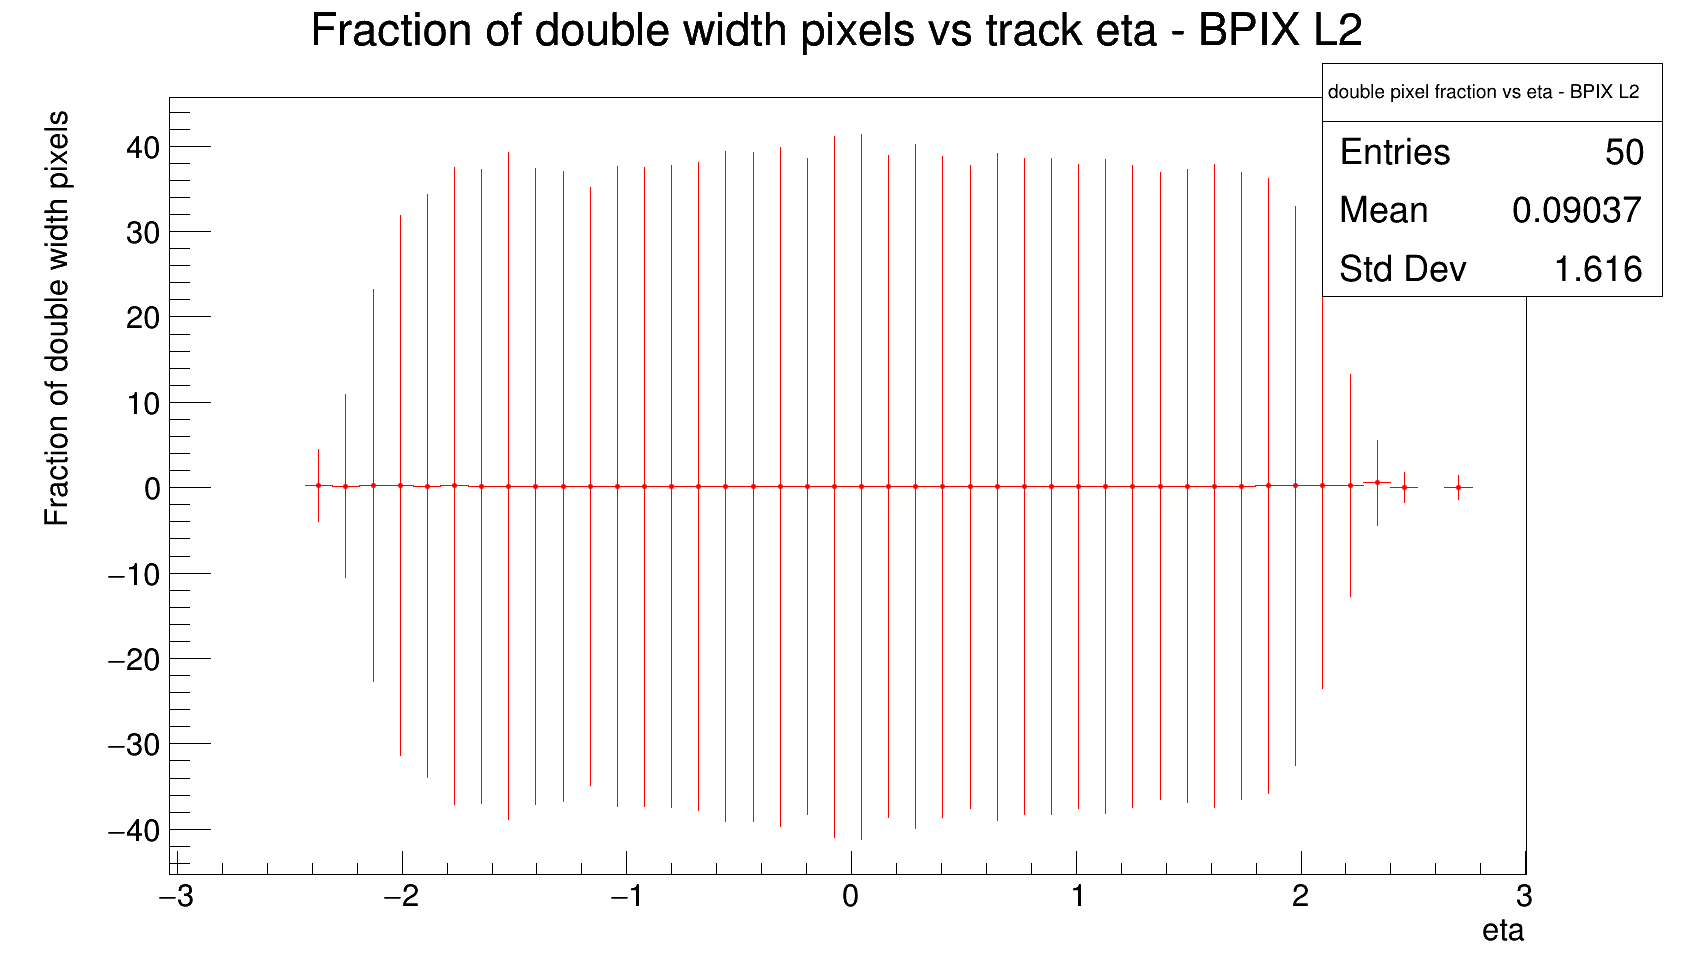 Fraction of double width pixels vs track eta - BPIX L2
double pixel fraction vs eta - BPIX L2
Entries 50
Mean 0.09037
Std Dev 1.616
Fraction of double width pixels
40
30
20
10
0
−10
−20
−30
−40
−3 −2 −1 0 1 2 3
eta